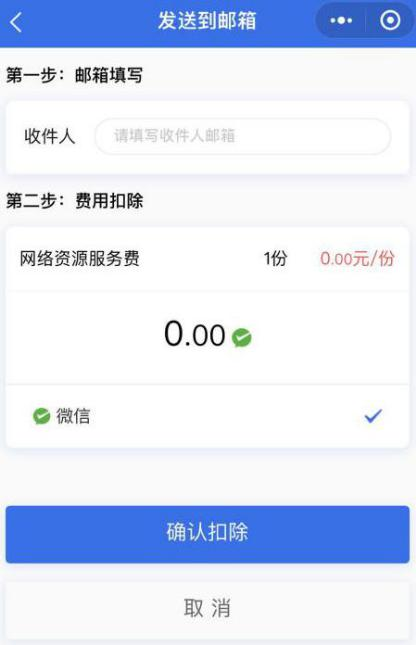 发送到邮箱
第一步：邮箱填写
收件人 请填写收件人邮箱
第二步：费用扣除
网络资源服务费 1份 0.00元/份
0.00
微信
确认扣除
取消